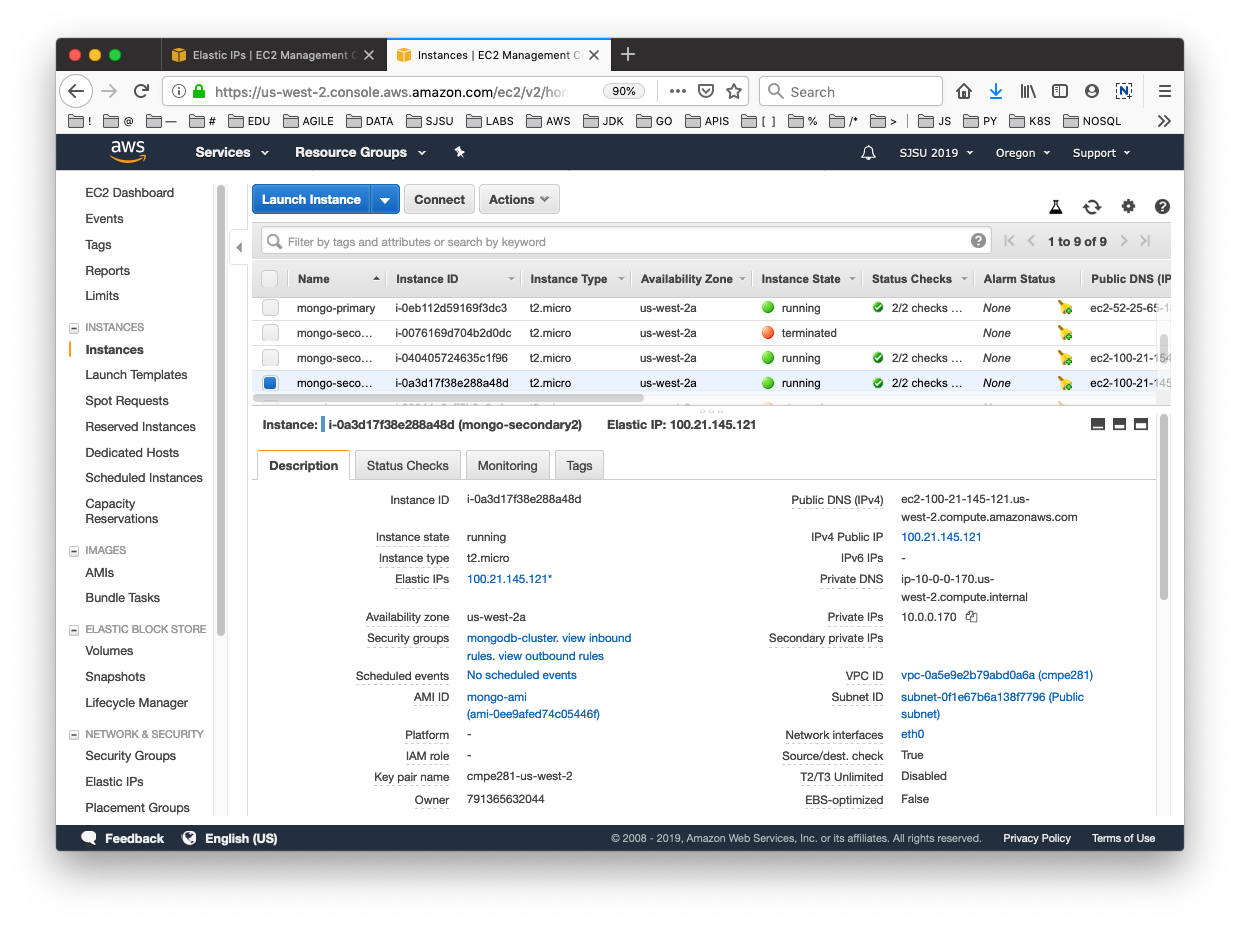 Elastic IPs | EC2 Management C
Instances | EC2 Management C
https://us-west-2.console.aws.amazon.com/ec2/v2/hom
90%
Search
! @ — # EDU AGILE DATA SJSU LABS AWS JDK GO APIS [ ] % /* > JS PY K8S NOSQL
aws Services Resource Groups SJSU 2019 Oregon Support
EC2 Dashboard
Events
Tags
Reports
Limits
INSTANCES
Instances
Launch Templates
Spot Requests
Reserved Instances
Dedicated Hosts
Scheduled Instances
Capacity
Reservations
IMAGES
AMIs
Bundle Tasks
ELASTIC BLOCK STORE
Volumes
Snapshots
Lifecycle Manager
NETWORK & SECURITY
Security Groups
Elastic IPs
Placement Groups
Launch Instance Connect Actions
Filter by tags and attributes or search by keyword
1 to 9 of 9
Name Instance ID Instance Type Availability Zone Instance State Status Checks Alarm Status Public DNS (IP
mongo-primary i-0eb112d59169f3dc3 t2.micro us-west-2a running 2/2 checks ... None ec2-52-25-65-1
mongo-seco... i-0076169d704b2d0dc t2.micro us-west-2a terminated None
mongo-seco... i-040405724635c1f96 t2.micro us-west-2a running 2/2 checks ... None ec2-100-21-154
mongo-seco... i-0a3d17f38e288a48d t2.micro us-west-2a running 2/2 checks ... None ec2-100-21-145
Instance: i-0a3d17f38e288a48d (mongo-secondary2) Elastic IP: 100.21.145.121
Description Status Checks Monitoring Tags
Instance ID i-0a3d17f38e288a48d
Instance state running
Instance type t2.micro
Elastic IPs 100.21.145.121*
Availability zone us-west-2a
Security groups mongodb-cluster. view inbound
rules. view outbound rules
Scheduled events No scheduled events
AMI ID mongo-ami
(ami-0ee9afed74c05446f)
Platform -
IAM role -
Key pair name cmpe281-us-west-2
Owner 791365632044
Public DNS (IPv4) ec2-100-21-145-121.us-
west-2.compute.amazonaws.com
IPv4 Public IP 100.21.145.121
IPv6 IPs -
Private DNS ip-10-0-0-170.us-
west-2.compute.internal
Private IPs 10.0.0.170
Secondary private IPs
VPC ID vpc-0a5e9e2b79abd0a6a (cmpe281)
Subnet ID subnet-0f1e67b6a138f7796 (Public
subnet)
Network interfaces eth0
Source/dest. check True
T2/T3 Unlimited Disabled
EBS-optimized False
Feedback English (US) © 2008 - 2019, Amazon Web Services, Inc. or its affiliates. All rights reserved. Privacy Policy Terms of Use